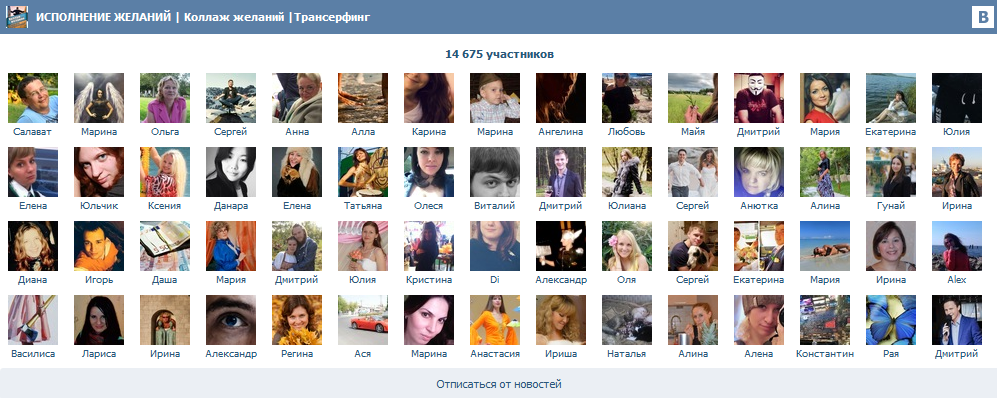 ИСПОЛНЕНИЕ ЖЕЛАНИЙ | Коллаж желаний |Трансерфинг
B
14 675 участников
Салават Марина Ольга Сергей Анна Алла Карина Марина Ангелина Любовь Майя Дмитрий Мария Екатерина Юлия
Елена Юльчик Ксения Данара Елена Татьяна Олеся Виталий Дмитрий Юлиана Сергей Анютка Алина Гунай Ирина
Диана Игорь Даша Мария Дмитрий Юлия Кристина Di Александр Оля Сергей Екатерина Мария Ирина Alex
Василиса Лариса Ирина Александр Регина Ася Марина Анастасия Ириша Наталья Алина Алена Константин Рая Дмитрий
Отписаться от новостей